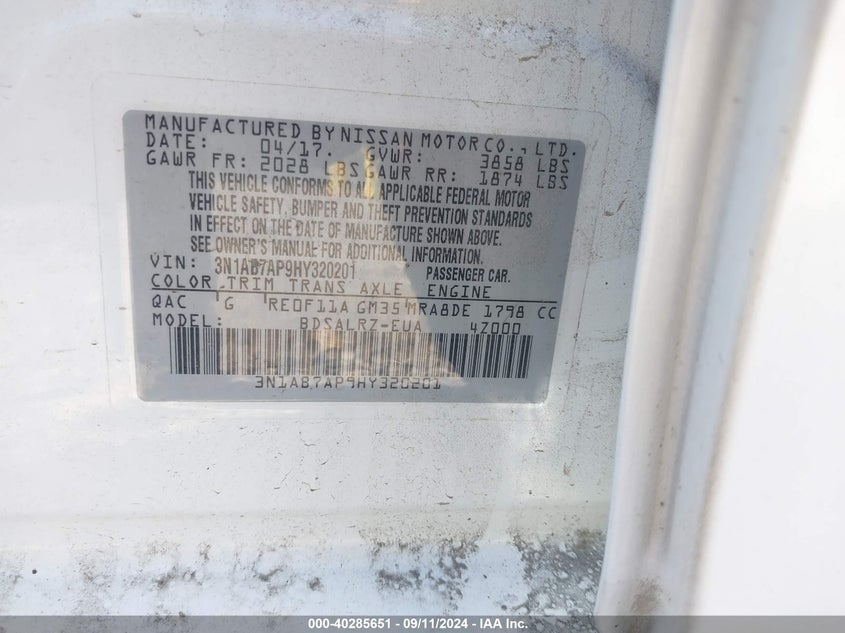 MANUFACTURED BY NISSAN MOTOR CO., LTD.
DATE: 04/17. GVWR: 3858 LBS
GAWR FR: 2028 LBS GAWR RR: 1874 LBS
THIS VEHICLE CONFORMS TO ALL APPLICABLE FEDERAL MOTOR
VEHICLE SAFETY, BUMPER AND THEFT PREVENTION STANDARDS
IN EFFECT ON THE DATE OF MANUFACTURE SHOWN ABOVE.
SEE OWNER'S MANUAL FOR ADDITIONAL INFORMATION.
VIN: 3N1AB7AP9HY320201 PASSENGER CAR.
COLOR TRIM TRANS AXLE ENGINE
QAC G RE0F11A GM35 MRA8DE 1798 CC
MODEL: BDSALRZ-EUA 4Z000
3N1AB7AP9HY320201
000-40285651 - 09/11/2024 - IAA Inc.